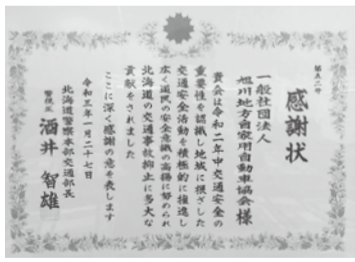 感謝状
一般社団法人
旭川地方自家用自動車協会様
貴会は令和二年中交通安全の
重要性を認識し地域に根ざした
交通安全活動を積極的に推進し
広く道民の安全意識の高揚に努められ
北海道の交通事故抑止に多大な
貢献をされました
ここに深く感謝の意を表します
令和三年一月二十七日
北海道警察本部交通部長
警視正 酒井智雄